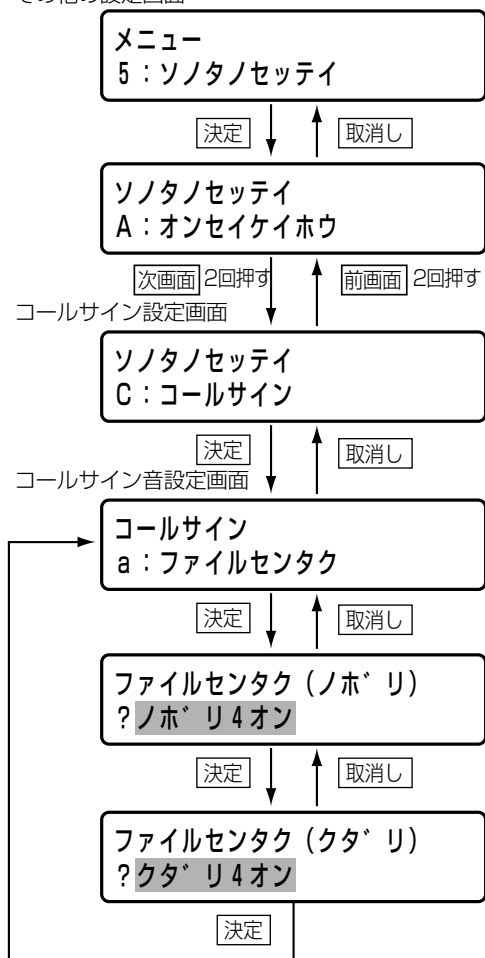 その他の設定画面
メニュー
5：ソノタノセッテイ
決定 取消し
ソノタノセッテイ
A：オンセイケイホウ
次画面 2回押す 前画面 2回押す
コールサイン設定画面
ソノタノセッテイ
C：コールサイン
決定 取消し
コールサイン音設定画面
コールサイン
a：ファイルセンタク
決定 取消し
ファイルセンタク（ノホ゛リ）
？ノホ゛リ4オン
決定 取消し
ファイルセンタク（クタ゛リ）
？クタ゛リ4オン
決定